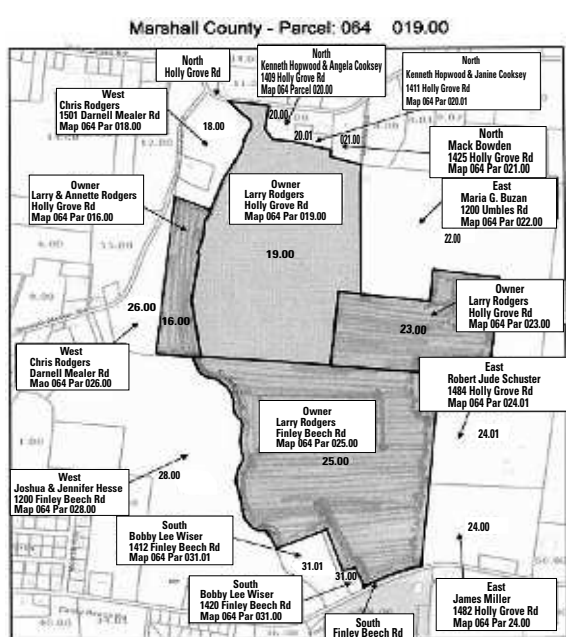 Marshall County - Parcel: 064 019.00
North
Holly Grove Rd
North
Kenneth Hopwood & Angela Cooksey
1409 Holly Grove Rd
Map 064 Parcel 020.00
North
Kenneth Hopwood & Janine Cooksey
1411 Holly Grove Rd
Map 064 Par 020.01
West
Chris Rodgers
1501 Darnell Mealer Rd
Map 064 Par 018.00
18.00
20.00
20.01
021.00
North
Mack Bowden
1425 Holly Grove Rd
Map 064 Par 021.00
12.00
Owner
Larry & Annette Rodgers
Holly Grove Rd
Map 064 Par 016.00
Owner
Larry Rodgers
Holly Grove Rd
Map 064 Par 019.00
East
Maria G. Buzan
1200 Umbles Rd
Map 064 Par 022.00
22.00
19.00
Owner
Larry Rodgers
Holly Grove Rd
Map 064 Par 023.00
26.00
16.00
23.00
West
Chris Rodgers
Darnell Mealer Rd
Mao 064 Par 026.00
East
Robert Jude Schuster
1484 Holly Grove Rd
Map 064 Par 024.01
Owner
Larry Rodgers
Finley Beech Rd
Map 064 Par 025.00
24.01
25.00
West
Joshua & Jennifer Hesse
1200 Finley Beech Rd
Map 064 Par 028.00
28.00
South
Bobby Lee Wiser
1412 Finley Beech Rd
Map 064 Par 031.01
24.00
31.01
31.00
South
Bobby Lee Wiser
1420 Finley Beech Rd
Map 064 Par 031.00
East
James Miller
1482 Holly Grove Rd
Map 064 Par 24.00
South
Finley Beech Rd